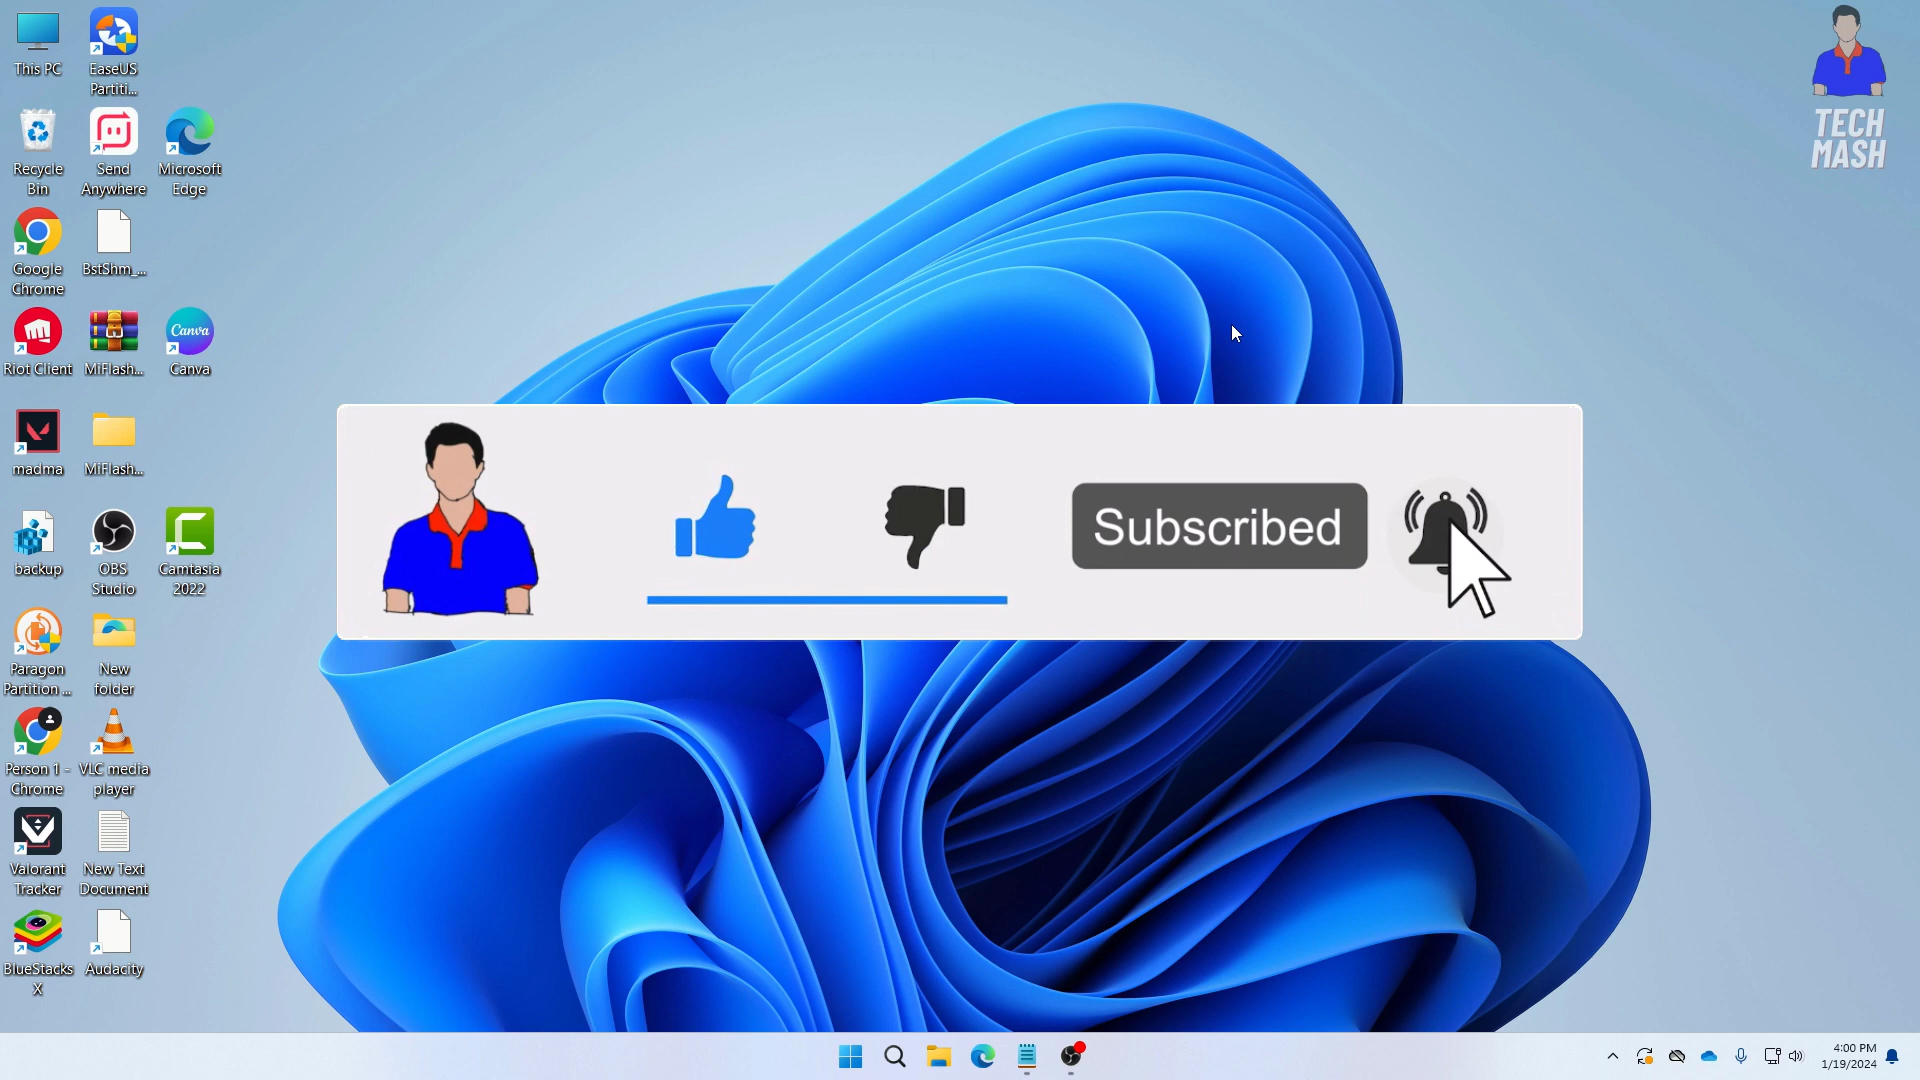 This PC
EaseUS
Partiti...
Recycle
Bin
Send
Anywhere
Microsoft
Edge
Google
Chrome
BstShm_...
Riot Client
MiFlash...
Canva
Canva
madma
MiFlash...
backup
OBS
Studio
Camtasia
2022
Paragon
Partition ...
New
folder
Person 1 -
Chrome
VLC media
player
Valorant
Tracker
New Text
Document
BlueStacks
X
Audacity
TECH
MASH
Subscribed
4:00 PM
1/19/2024